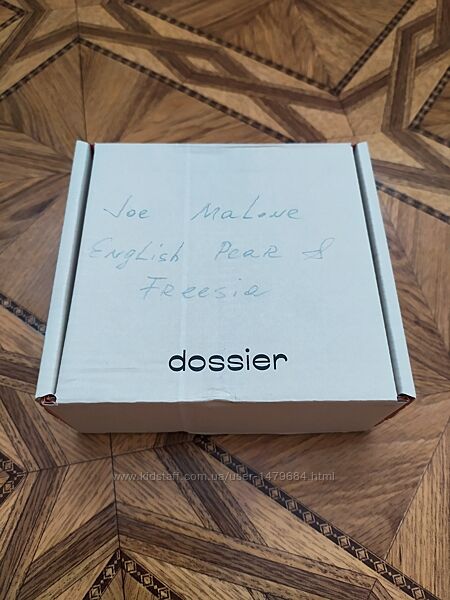 Joe Malone
English Pear &
Freesia
dossier
www.kidstaff.com.ua/user-1479684.html